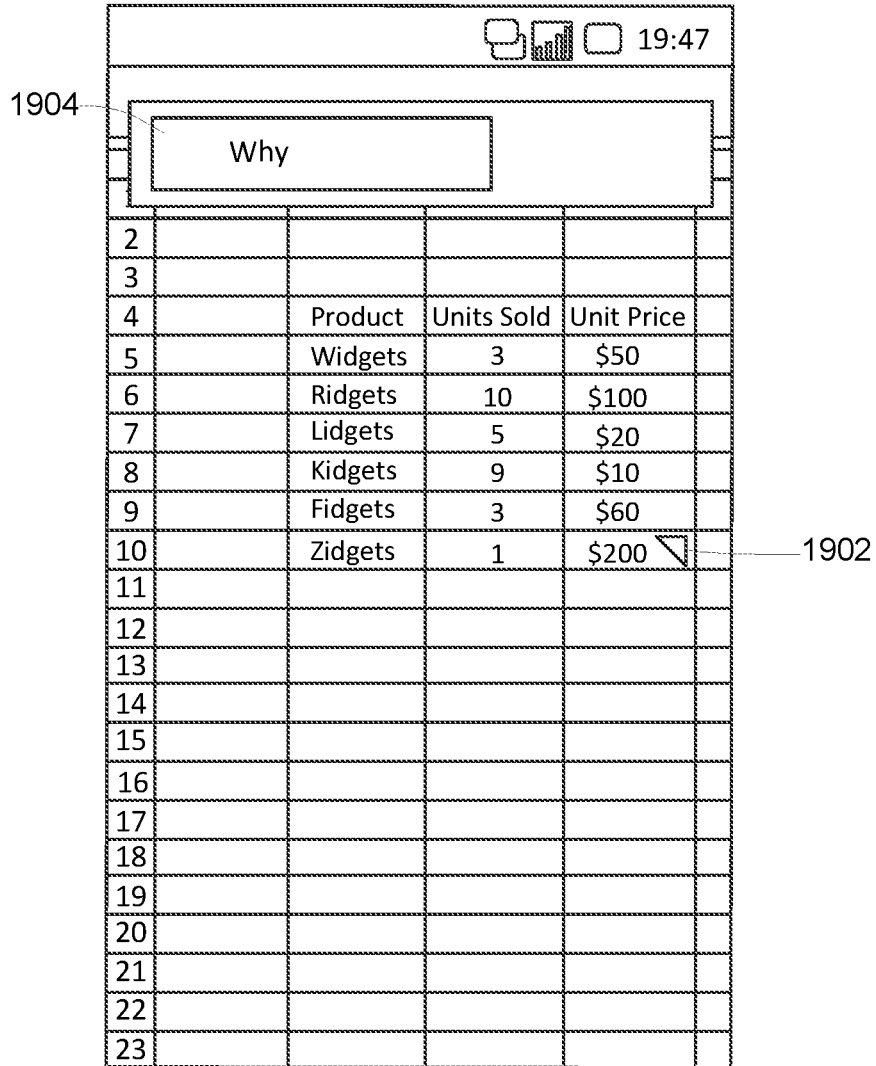 19:47
1904
Why
2
3
4 Product Units Sold Unit Price
5 Widgets 3 $50
6 Ridgets 10 $100
7 Lidgets 5 $20
8 Kidgets 9 $10
9 Fidgets 3 $60
10 Zidgets 1 $200 1902
11
12
13
14
15
16
17
18
19
20
21
22
23